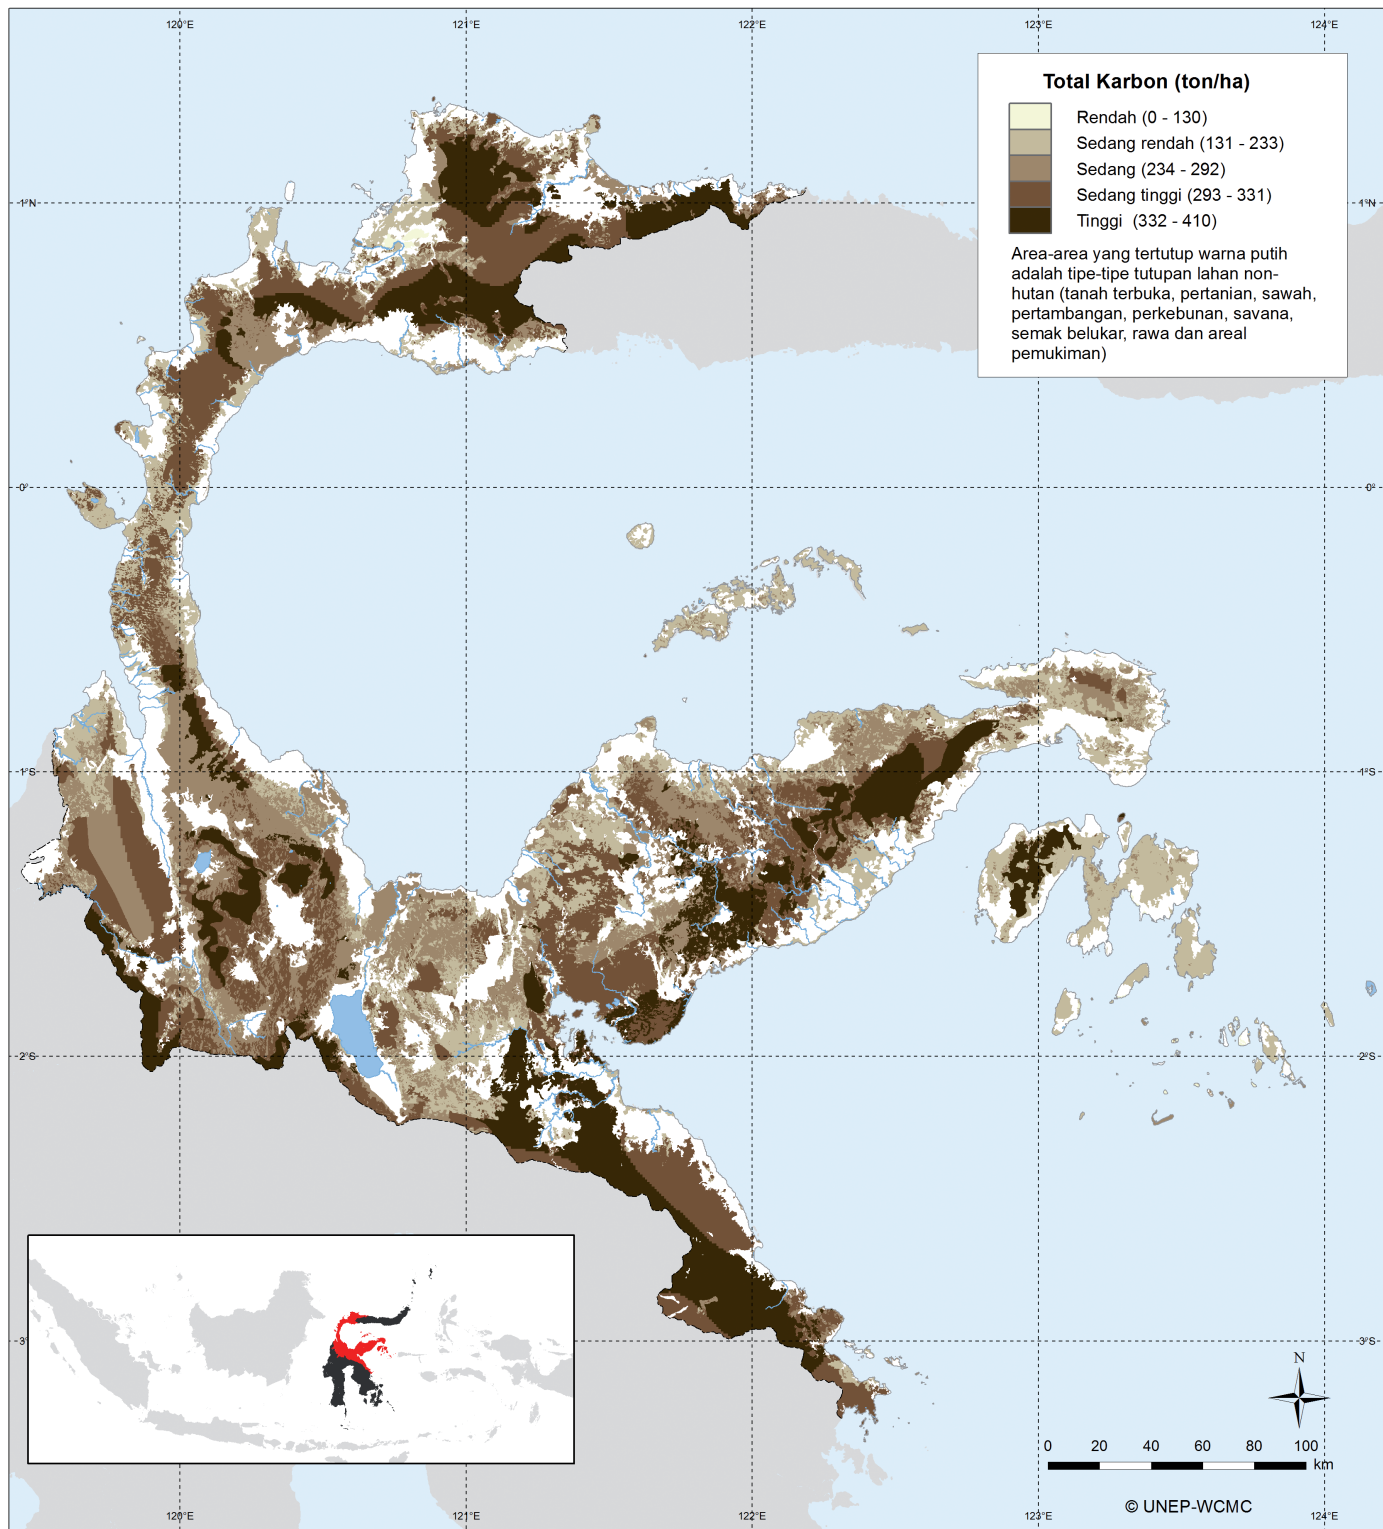 120°E 121°E 122°E 123°E 124°E
Total Karbon (ton/ha)
Rendah (0 - 130)
Sedang rendah (131 - 233)
Sedang (234 - 292)
Sedang tinggi (293 - 331)
Tinggi (332 - 410)
Area-area yang tertutup warna putih
adalah tipe-tipe tutupan lahan non-
hutan (tanah terbuka, pertanian, sawah,
pertambangan, perkebunan, savana,
semak belukar, rawa dan areal
pemukiman)
1°N 1°N
0° 0°
1°S 1°S
2°S 2°S
3° 3°S
N
0 20 40 60 80 100
km
© UNEP-WCMC
120°E 121°E 122°E 123°E 124°E